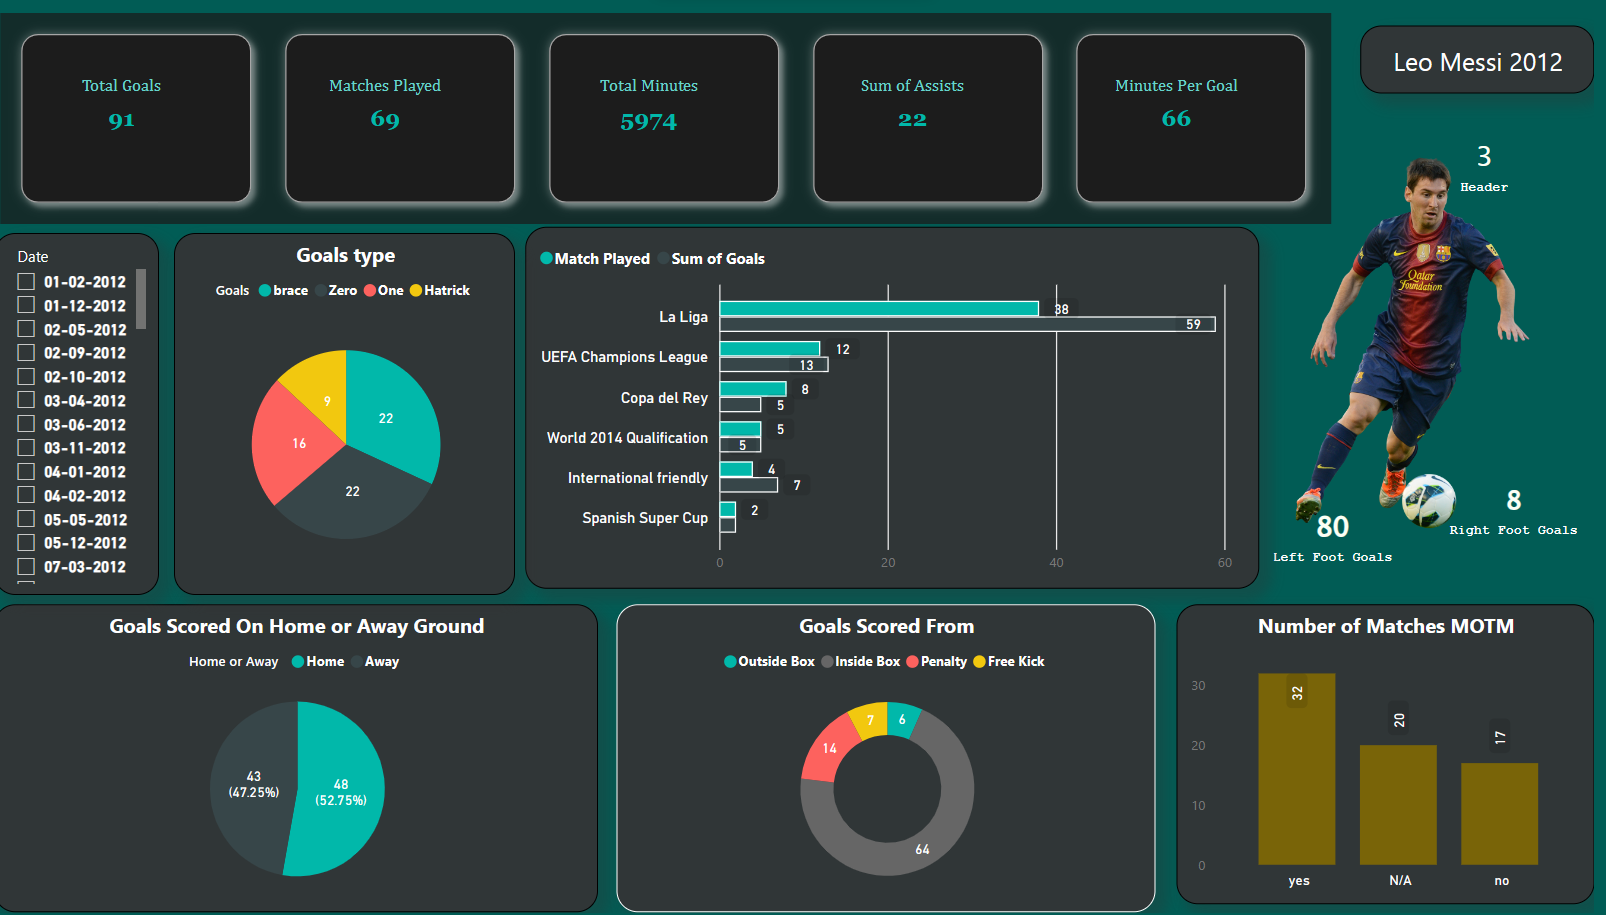 Total Goals
91
Matches Played
69
Total Minutes
5974
Sum of Assists
22
Minutes Per Goal
66
Leo Messi 2012
3
Header
Qatar
Foundation
80
Left Foot Goals
8
Right Foot Goals
Date
01-02-2012
01-12-2012
02-05-2012
02-09-2012
02-10-2012
03-04-2012
03-06-2012
03-11-2012
04-01-2012
04-02-2012
05-05-2012
05-12-2012
07-03-2012
Goals type
Goals brace Zero One Hatrick
9
22
16
22
Match Played Sum of Goals
La Liga 38
59
UEFA Champions League 12
13
Copa del Rey 8
5
World 2014 Qualification 5
5
International friendly 4
7
Spanish Super Cup 2
0 20 40 60
Goals Scored On Home or Away Ground
Home or Away Home Away
43
(47.25%)
48
(52.75%)
Goals Scored From
Outside Box Inside Box Penalty Free Kick
7 6
14
64
Number of Matches MOTM
30
20
10
0
32
20
17
yes N/A no